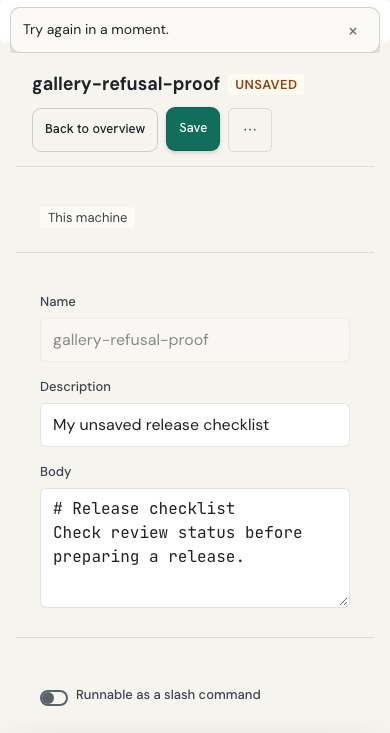 Try again in a moment.
×
gallery-refusal-proof UNSAVED
Back to overview Save ···
This machine
Name
gallery-refusal-proof
Description
My unsaved release checklist
Body
# Release checklist
Check review status before
preparing a release.
Runnable as a slash command